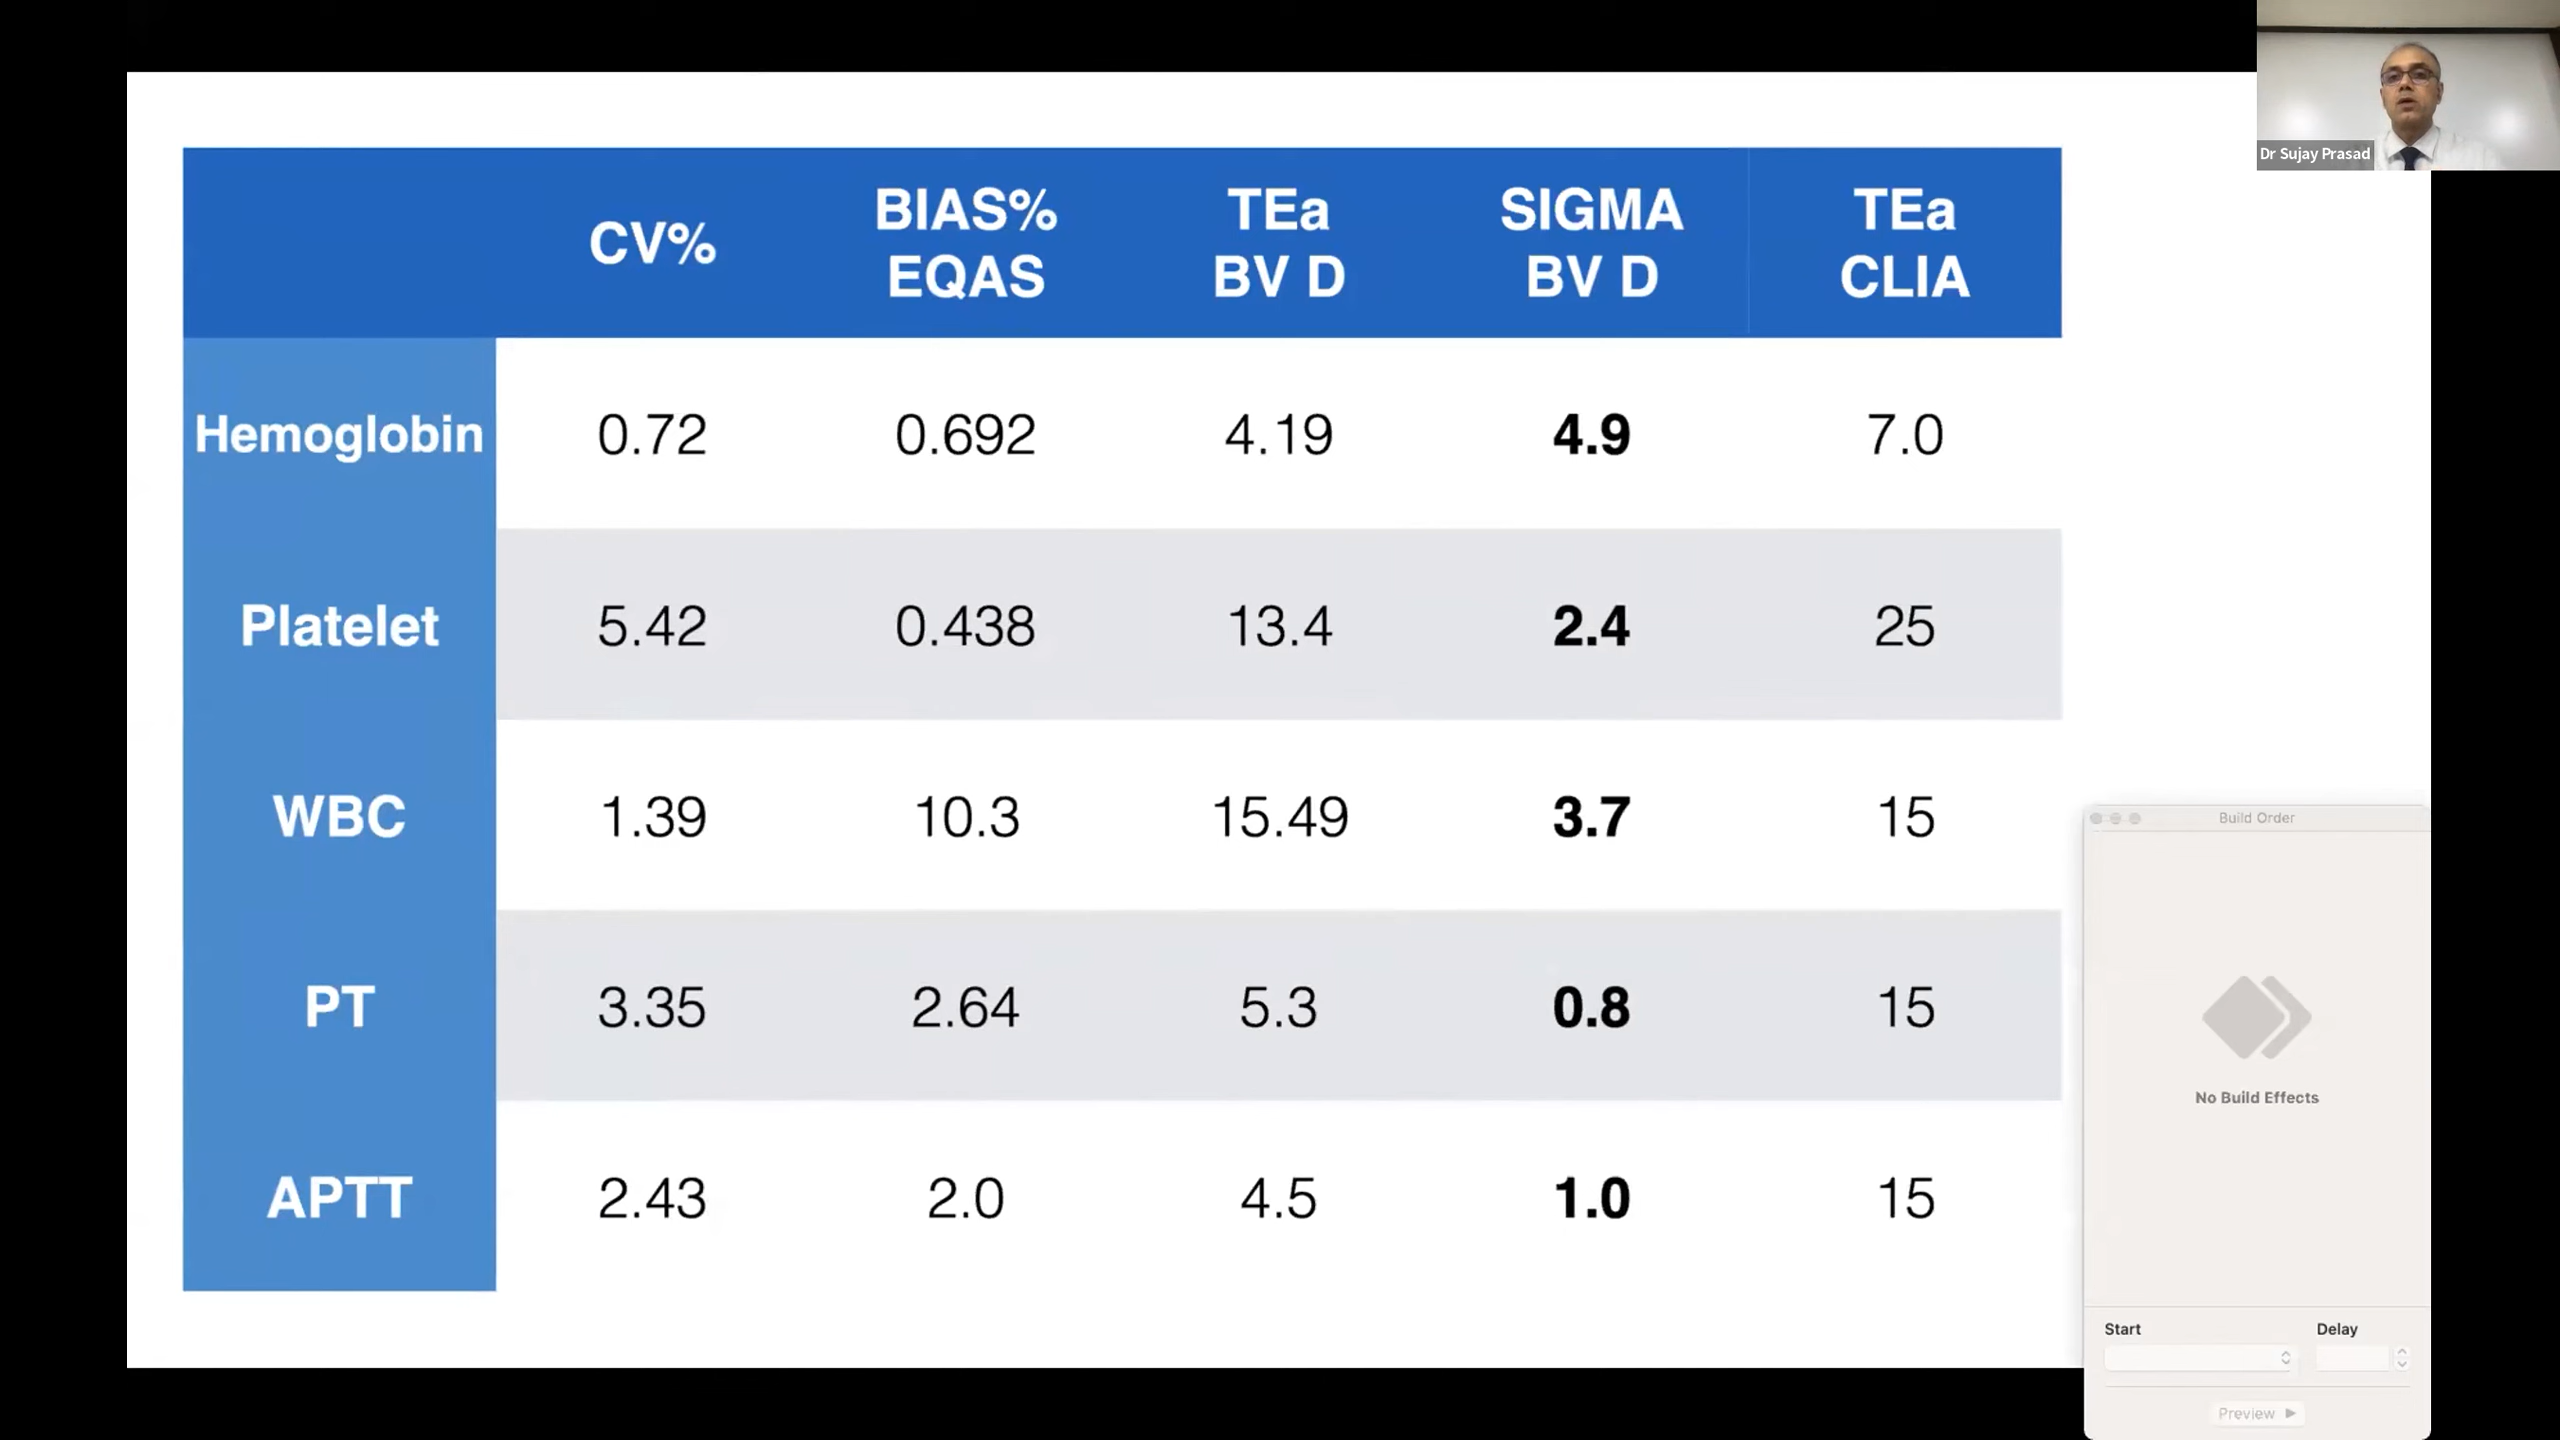 Dr Sujay Prasad
CV% BIAS% EQAS TEa BV D SIGMA BV D TEa CLIA
Hemoglobin 0.72 0.692 4.19 4.9 7.0
Platelet 5.42 0.438 13.4 2.4 25
WBC 1.39 10.3 15.49 3.7 15
PT 3.35 2.64 5.3 0.8 15
APTT 2.43 2.0 4.5 1.0 15
Build Order
No Build Effects
Start Delay
Preview